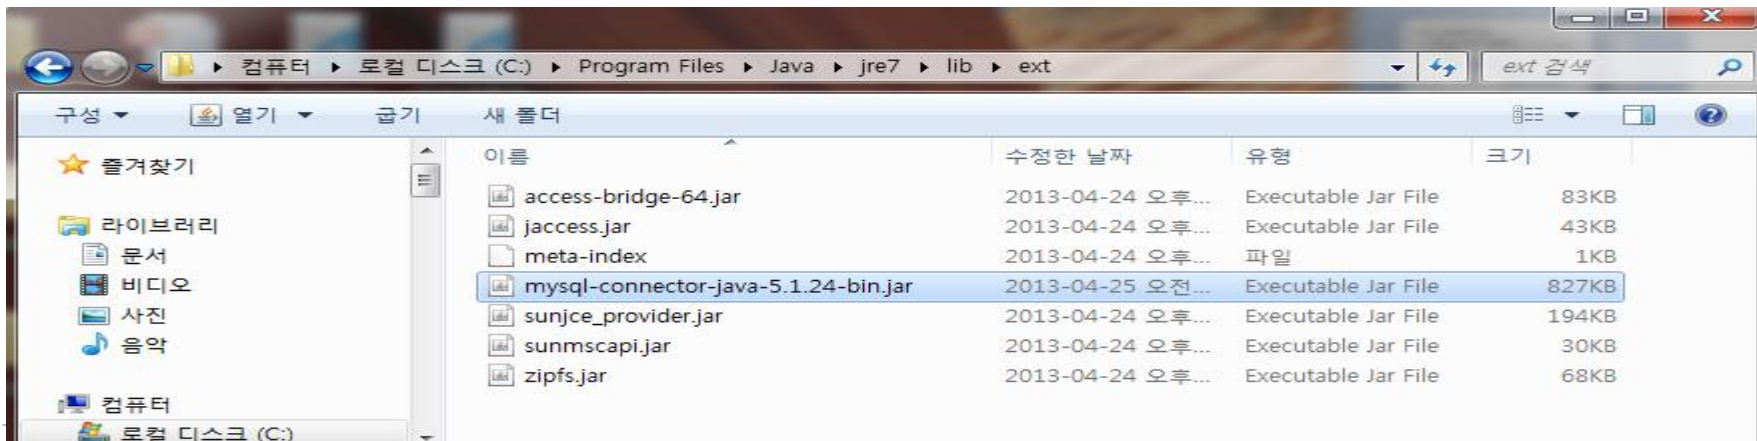 컴퓨터 ▸ 로컬 디스크 (C:) ▸ Program Files ▸ Java ▸ jre7 ▸ lib ▸ ext
ext 검색
구성 열기 굽기 새 폴더
즐겨찾기
라이브러리
문서
비디오
사진
음악
컴퓨터
로컬 디스크 (C:)
이름 수정한 날짜 유형 크기
access-bridge-64.jar 2013-04-24 오후... Executable Jar File 83KB
jaccess.jar 2013-04-24 오후... Executable Jar File 43KB
meta-index 2013-04-24 오후... 파일 1KB
mysql-connector-java-5.1.24-bin.jar 2013-04-25 오전... Executable Jar File 827KB
sunjce_provider.jar 2013-04-24 오후... Executable Jar File 194KB
sunmscapi.jar 2013-04-24 오후... Executable Jar File 30KB
zipfs.jar 2013-04-24 오후... Executable Jar File 68KB